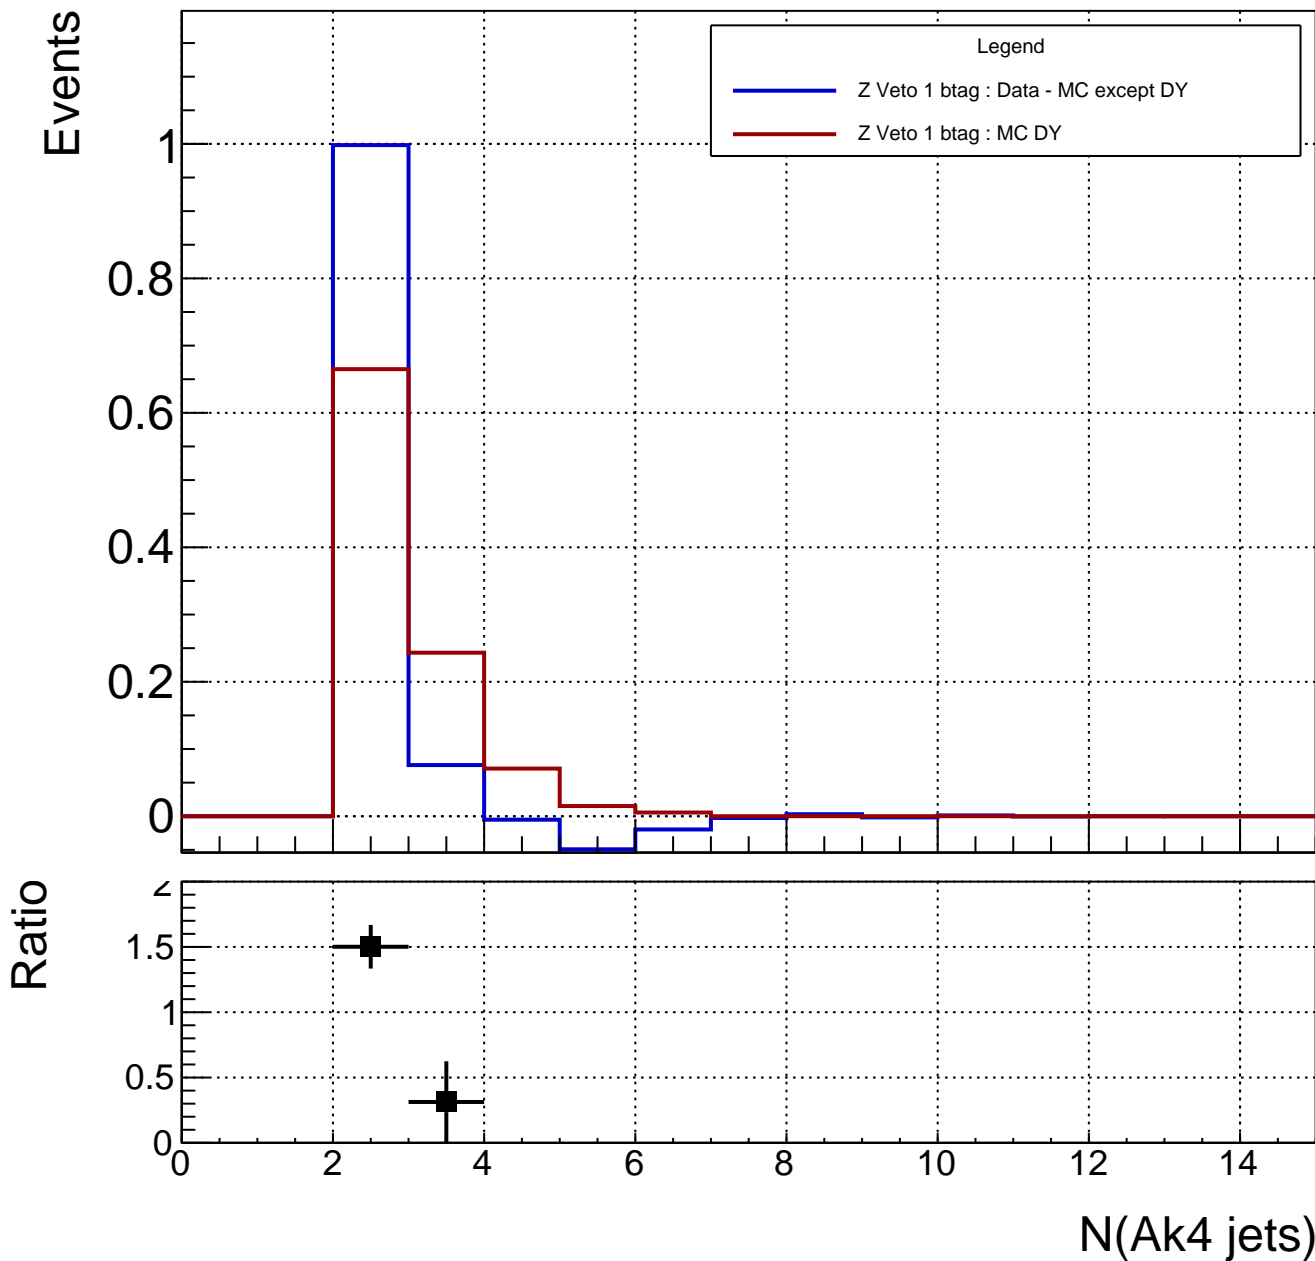 Events
1
0.8
0.6
0.4
0.2
0
Legend
Z Veto 1 btag : Data - MC except DY
Z Veto 1 btag : MC DY
Ratio
2
1.5
1
0.5
0
0 2 4 6 8 10 12 14
N(Ak4 jets)